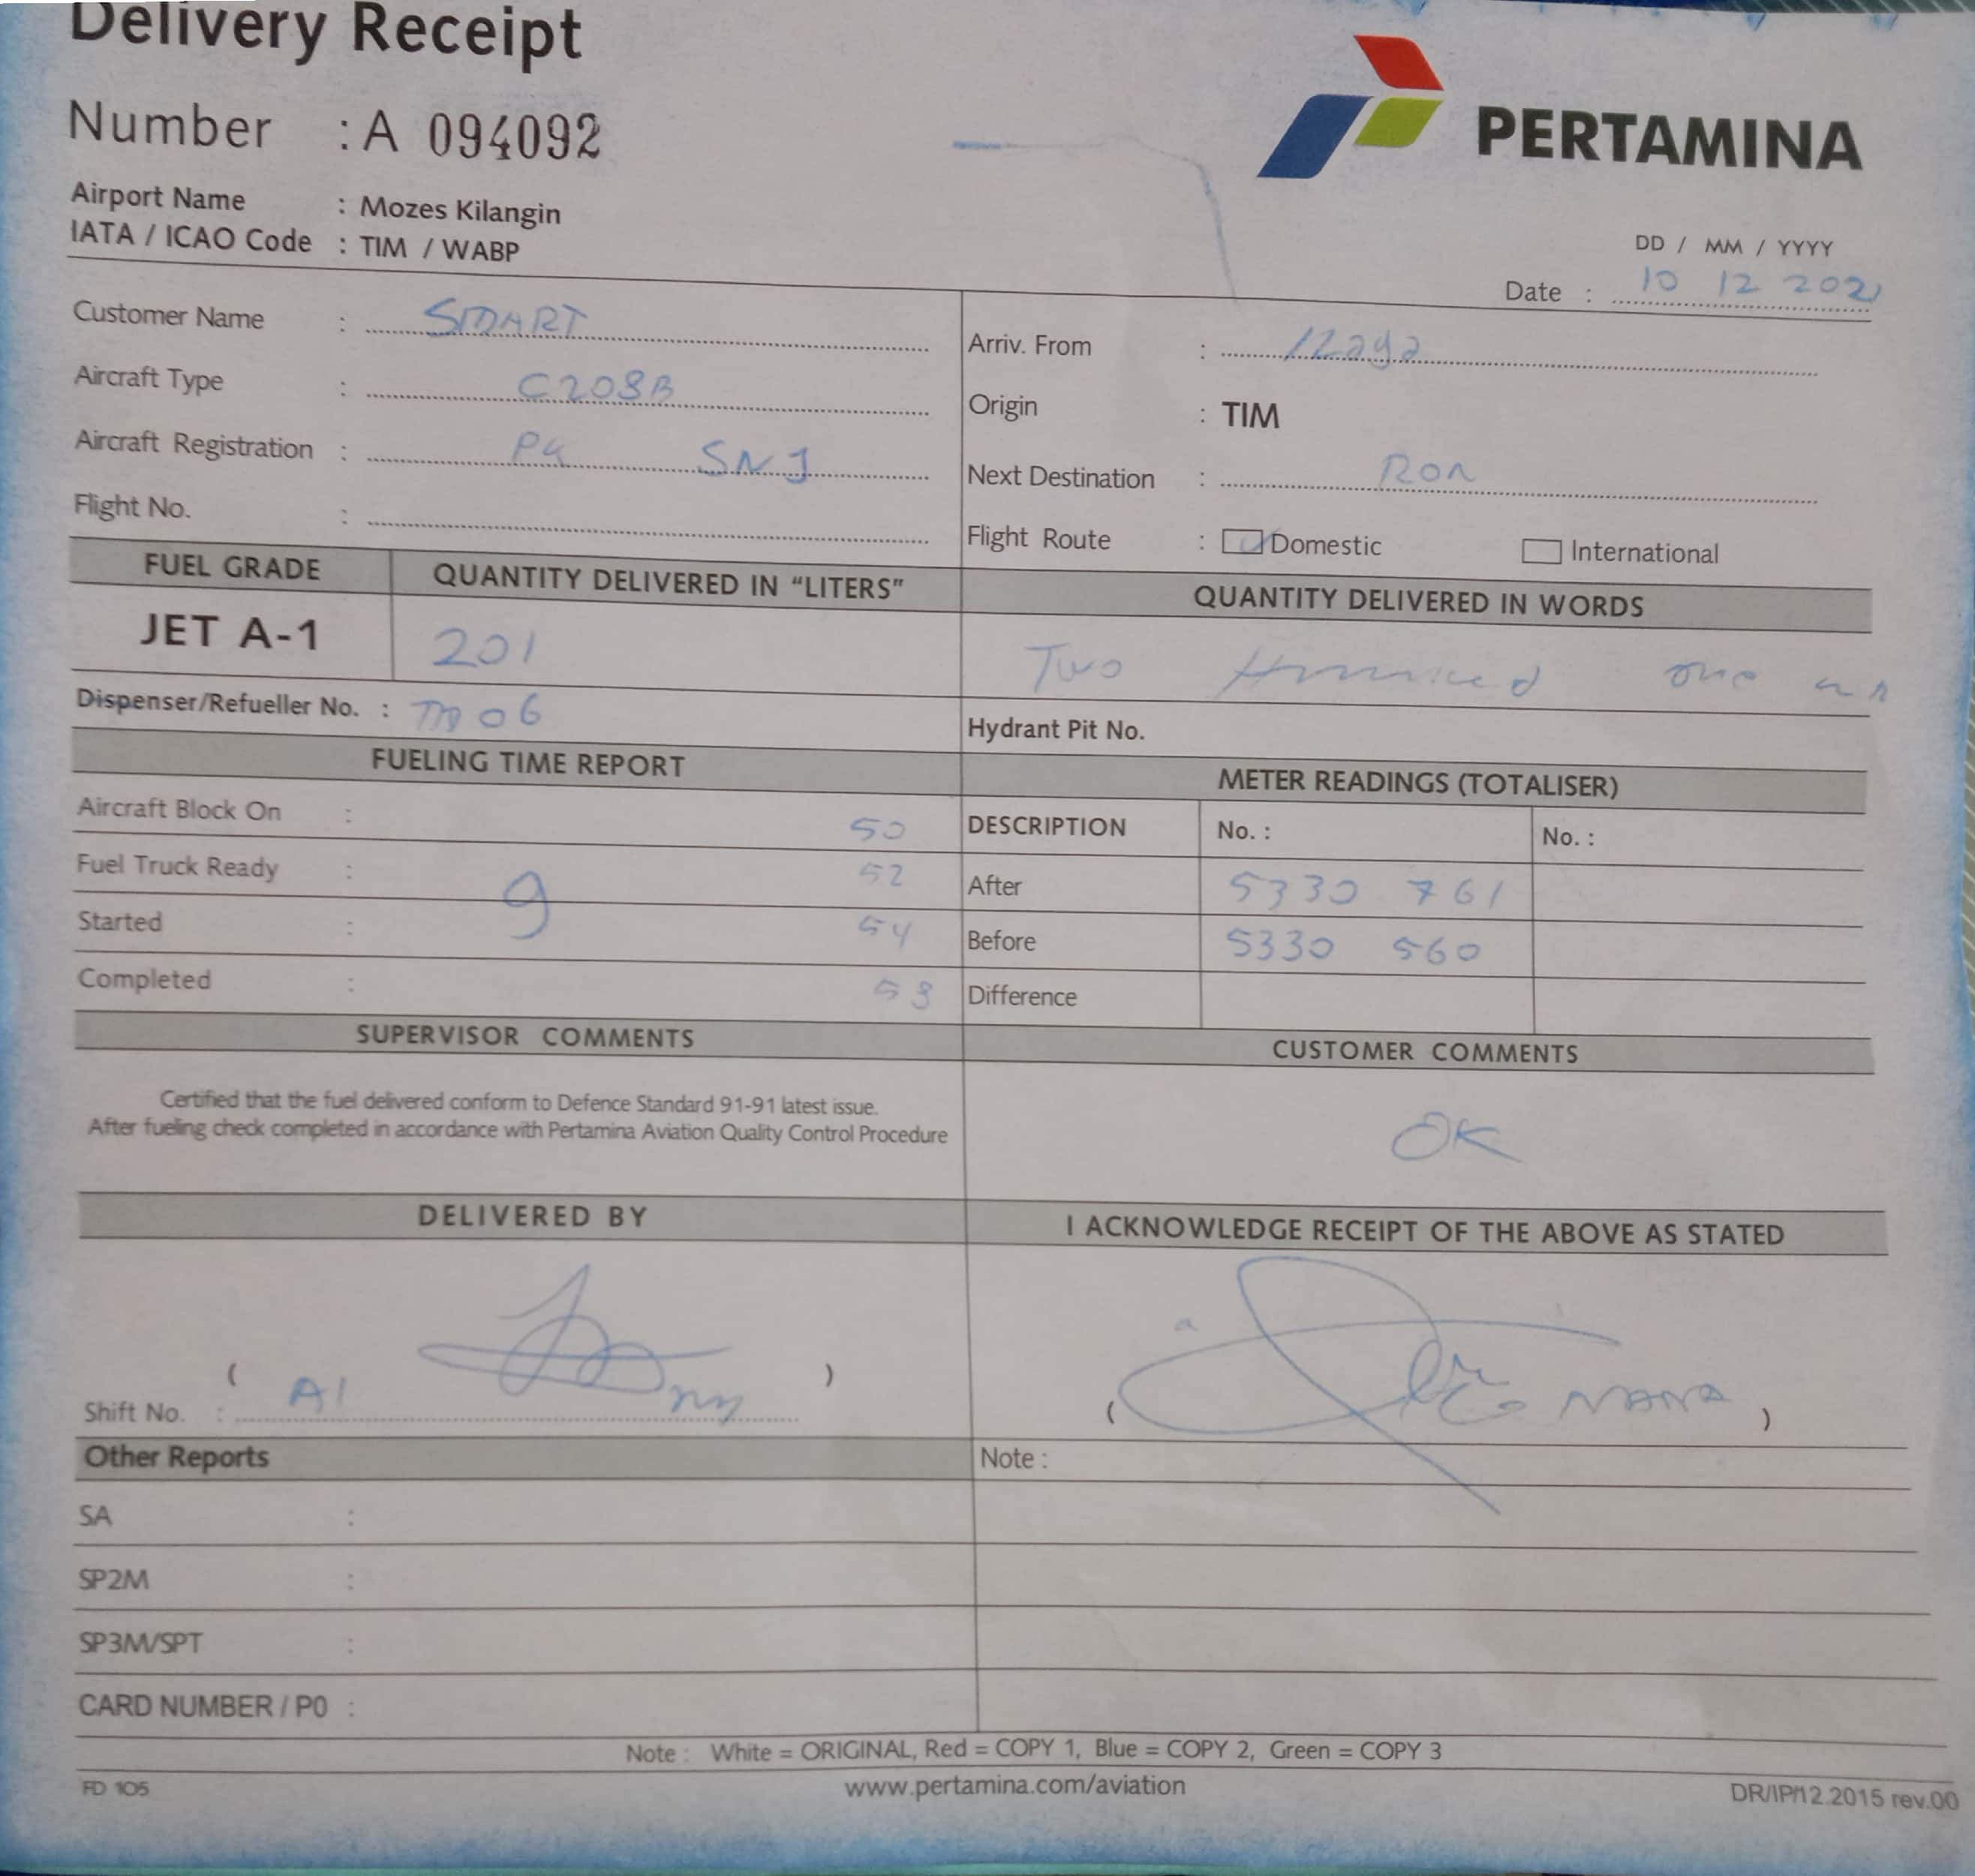 Delivery Receipt
Number : A 094092
PERTAMINA
Airport Name : Mozes Kilangin
IATA / ICAO Code : TIM / WABP
DD / MM / YYYY
Date : 10 12 2021
Customer Name : SMART
Aircraft Type : C208B
Aircraft Registration : PK SNJ
Flight No. :
Arriv. From : Ilaga
Origin : TIM
Next Destination : RON
Flight Route : Domestic International
FUEL GRADE QUANTITY DELIVERED IN "LITERS" QUANTITY DELIVERED IN WORDS
JET A-1 201 Two Hundred one
Dispenser/Refueller No. : 06
Hydrant Pit No.
FUELING TIME REPORT METER READINGS (TOTALISER)
Aircraft Block On : 50
Fuel Truck Ready : 52
9
Started : 54
Completed : 58
DESCRIPTION No. : No. :
After 5330 761
Before 5330 560
Difference
SUPERVISOR COMMENTS CUSTOMER COMMENTS
Certified that the fuel delivered conform to Defence Standard 91-91 latest issue.
After fueling check completed in accordance with Pertamina Aviation Quality Control Procedure
OK
DELIVERED BY I ACKNOWLEDGE RECEIPT OF THE ABOVE AS STATED
( )
Shift No. : A1
( NANA )
Other Reports Note :
SA :
SP2M :
SP3M/SPT :
CARD NUMBER / P0 :
Note : White = ORIGINAL, Red = COPY 1, Blue = COPY 2, Green = COPY 3
FD 105 www.pertamina.com/aviation DR/IP/12.2015 rev.00